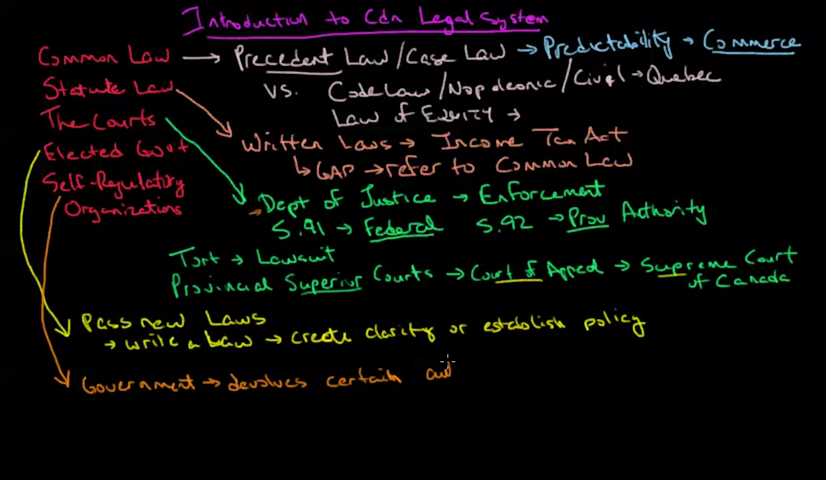 Introduction to Cdn Legal System
Common Law → Precedent Law/Case Law → Predictability → Commerce
Statute Law vs. Code Law/Napoleonic/Civil → Quebec
Law of Equity →
The Courts
Written Laws → Income Tax Act
Elected Gov't
↳ GAP → refer to Common Law
Self-Regulatory
Organizations
Dept of Justice → Enforcement
S.91 → Federal S.92 → Prov Authority
Tort → Lawsuit
Provincial Superior Courts → Court of Appeal → Supreme Court
of Canada
Pass new Laws
→ write a Law → create clarity or establish policy
Government → devolves certain